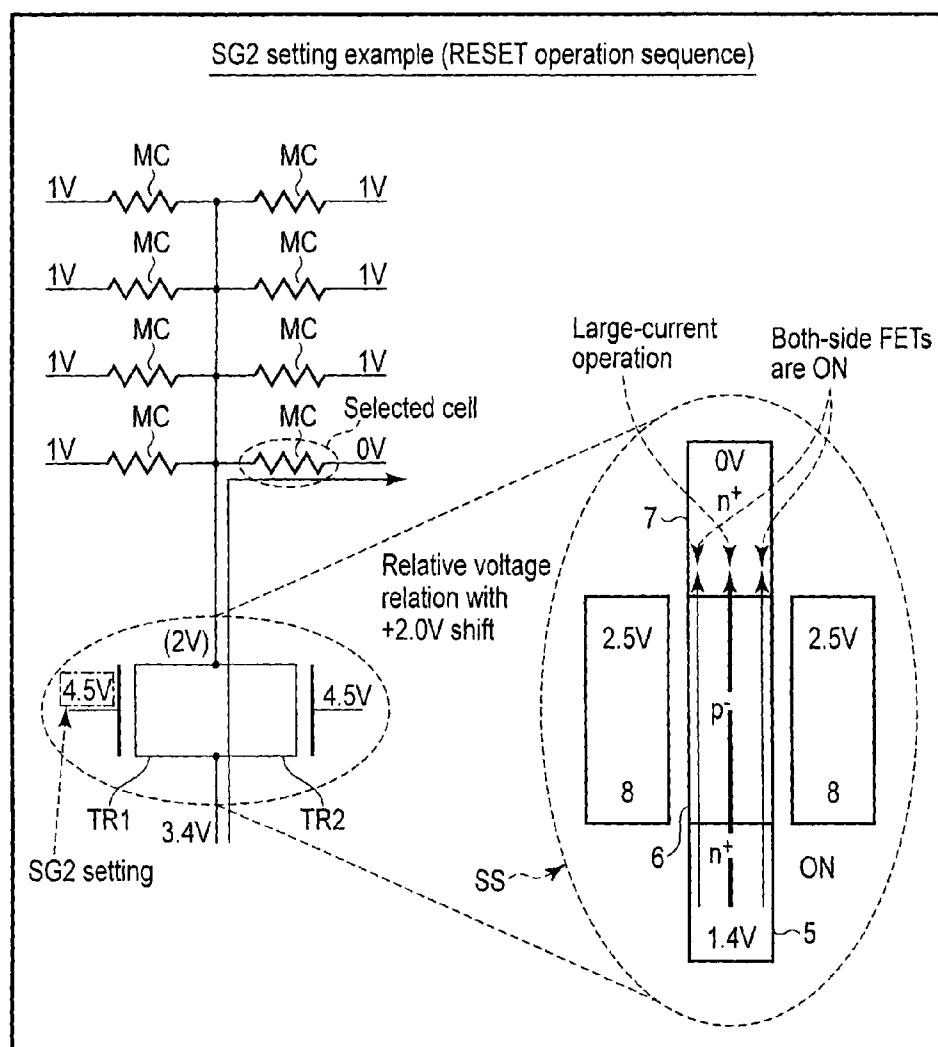 SG2 setting example (RESET operation sequence)
MC MC
1V 1V
MC MC
1V 1V
MC MC
1V 1V
MC MC
1V 0V
Selected cell
Large-current
operation
Both-side FETs
are ON
0V
n+
7
Relative voltage
relation with
+2.0V shift
(2V)
4.5V 4.5V
TR1 TR2
3.4V
SG2 setting
2.5V 2.5V
p-
8 8
6
n+
ON
SS
1.4V
5